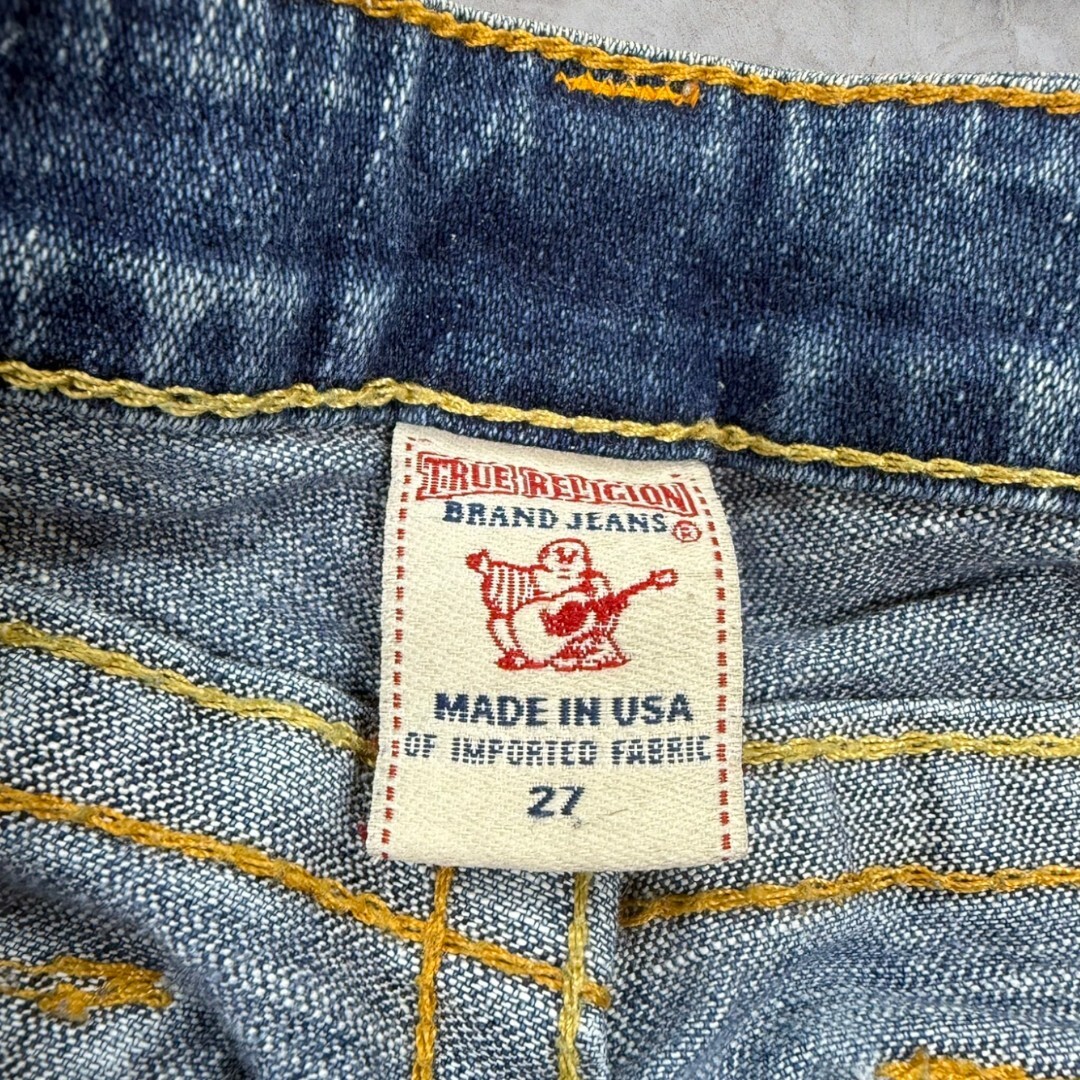 TRUE RELIGION
BRAND JEANS®
MADE IN USA
OF IMPORTED FABRIC
27